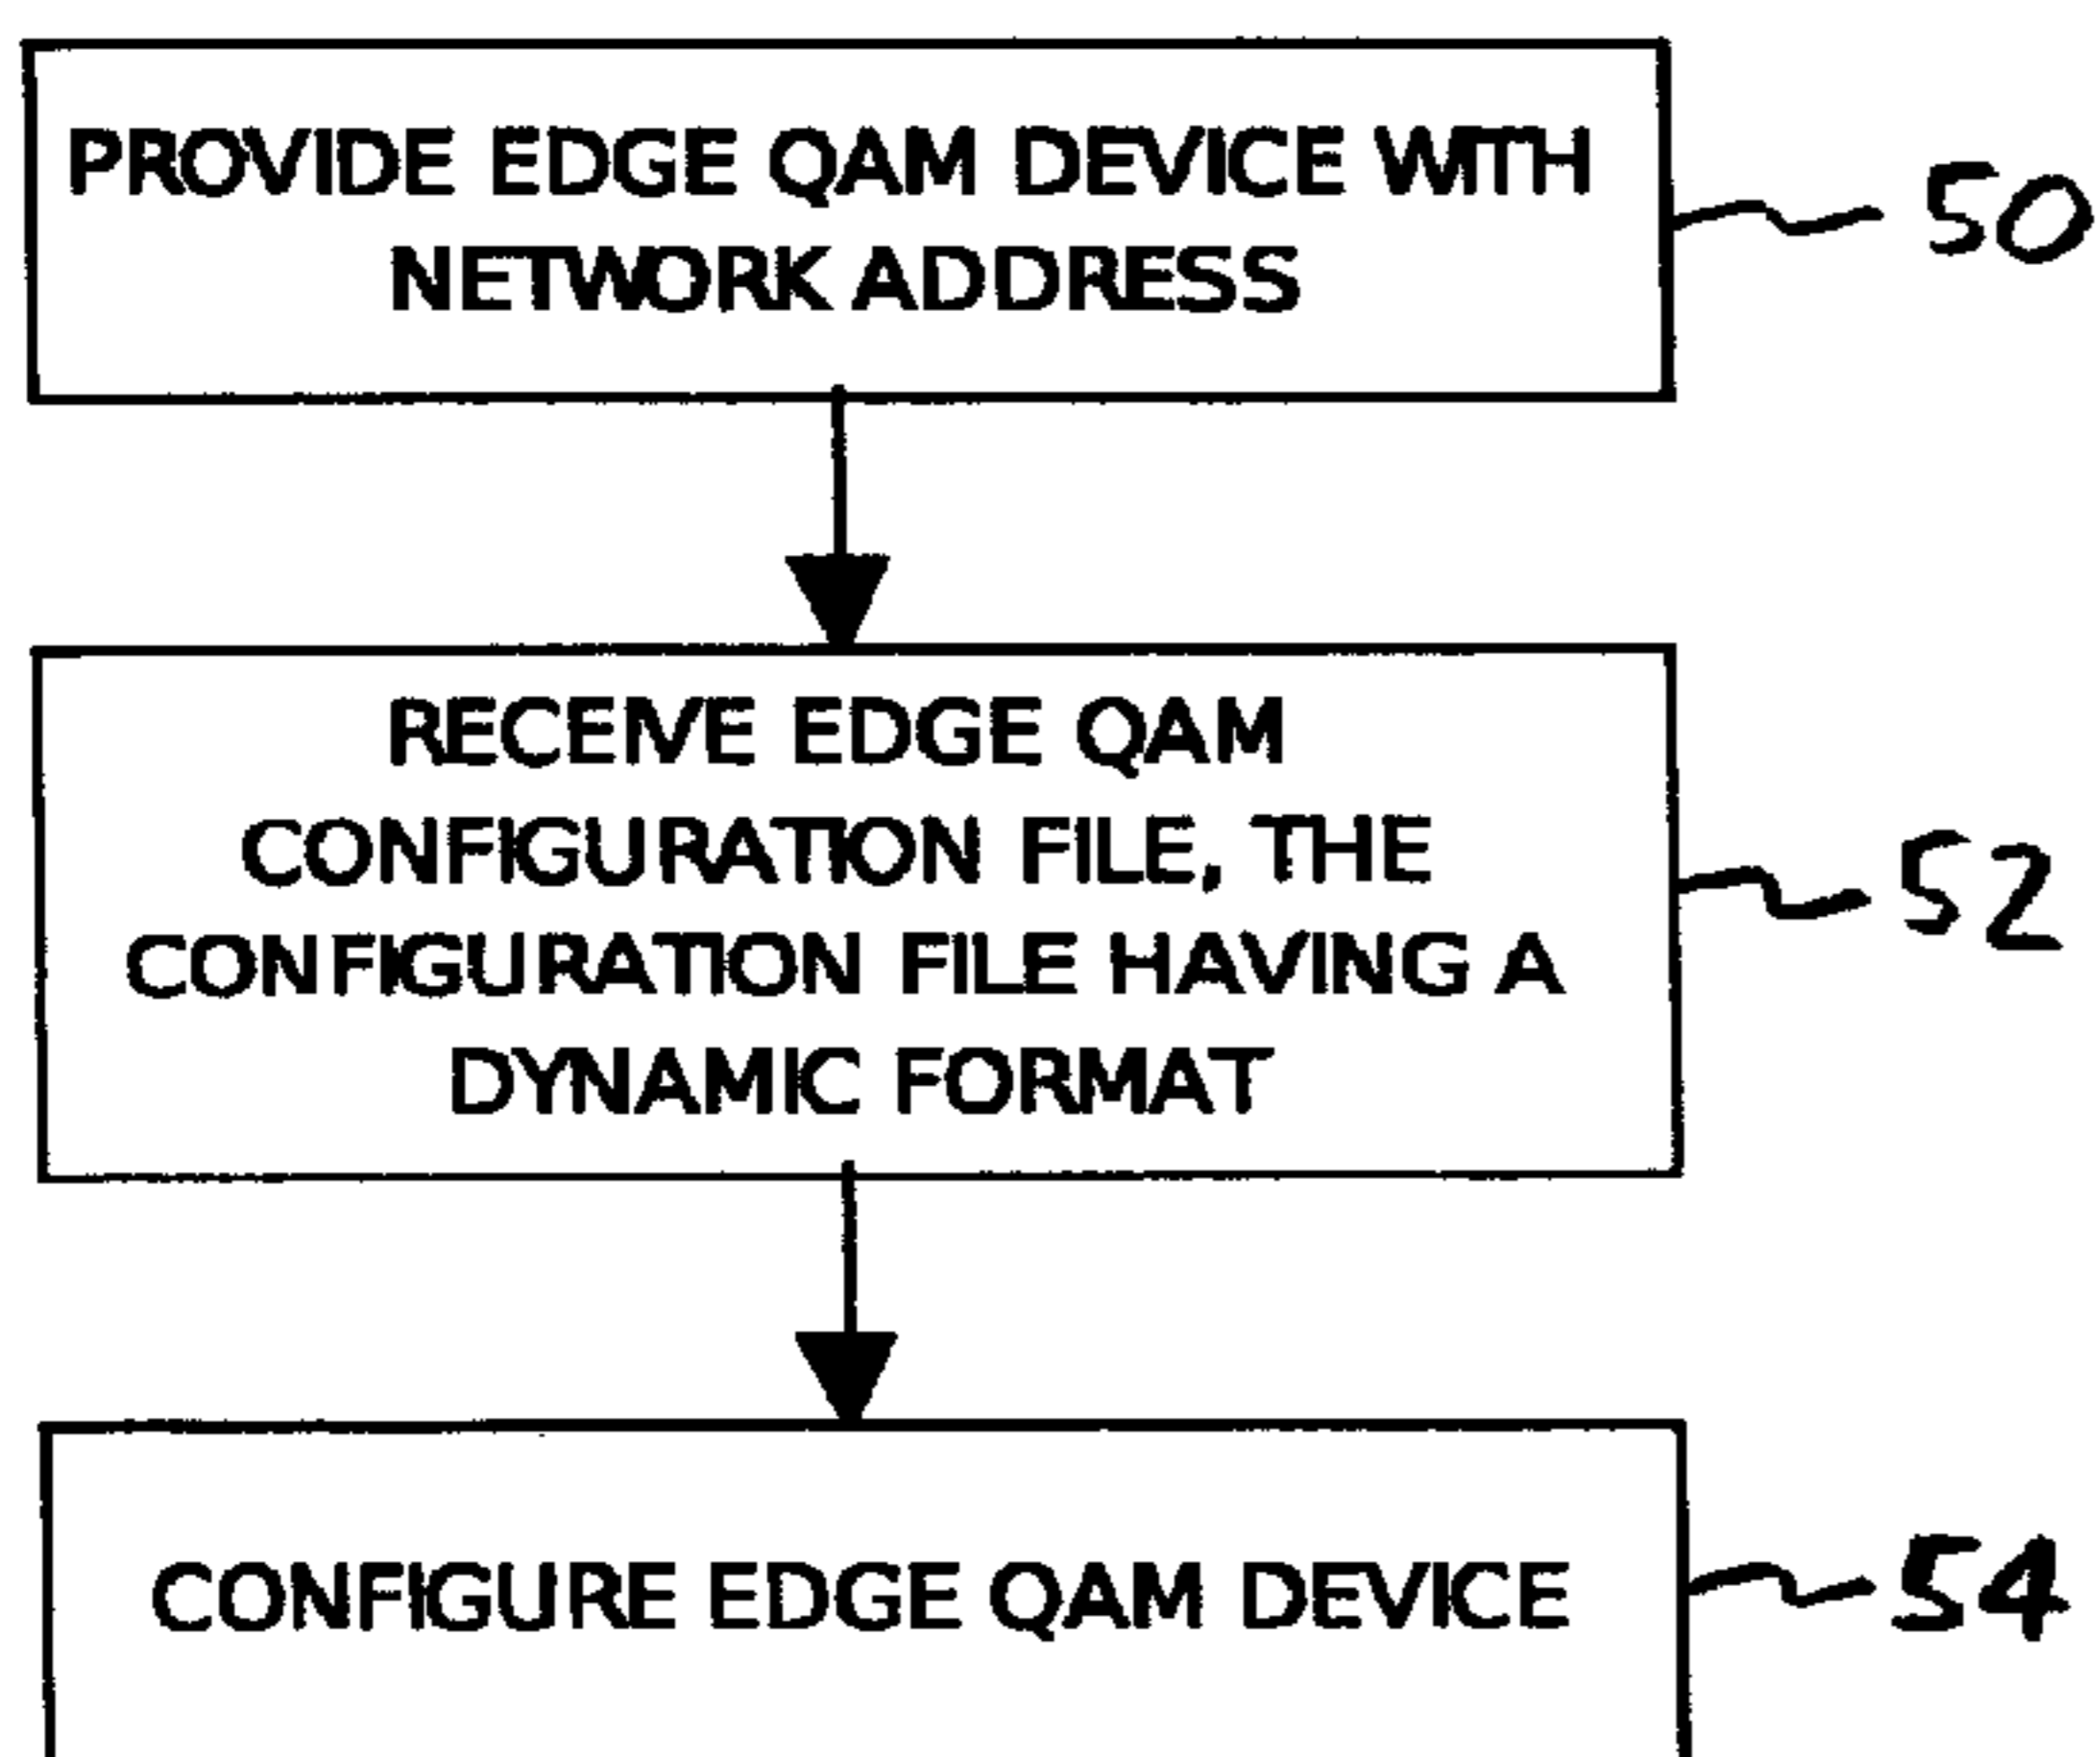 PROVIDE EDGE QAM DEVICE WITH
NETWORK ADDRESS
50
RECEIVE EDGE QAM
CONFIGURATION FILE, THE
CONFIGURATION FILE HAVING A
DYNAMIC FORMAT
52
CONFIGURE EDGE QAM DEVICE
54